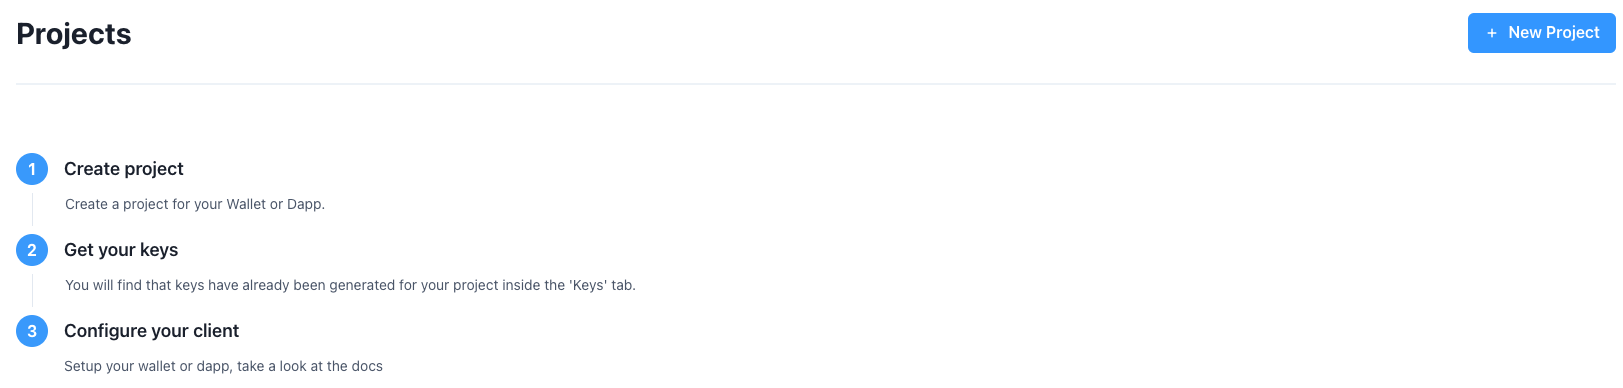 Projects
+ New Project
1 Create project
Create a project for your Wallet or Dapp.
2 Get your keys
You will find that keys have already been generated for your project inside the 'Keys' tab.
3 Configure your client
Setup your wallet or dapp, take a look at the docs